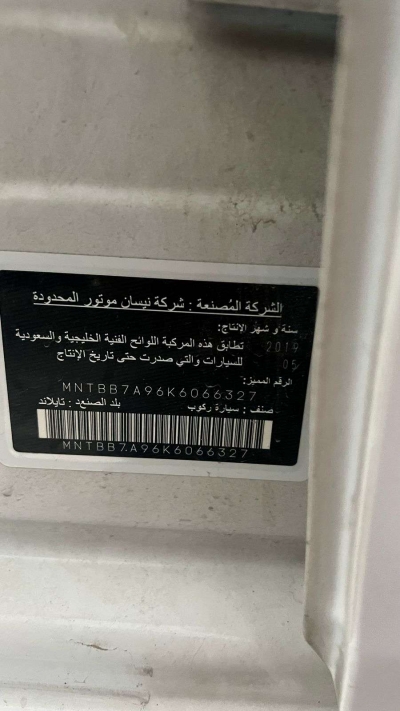 الشركة المُصنعة : شركة نيسان موتور المحدودة
سنة و شهر الإنتاج:
2019
05
تطابق هذه المركبة اللوائح الفنية الخليجية والسعودية
للسيارات والتي صدرت حتى تاريخ الإنتاج
الرقم المميز:
MNTBB7A96K6066327
صنف : سيارة ركوب بلد الصنع : تايلاند
MNTBB7A96K6066327